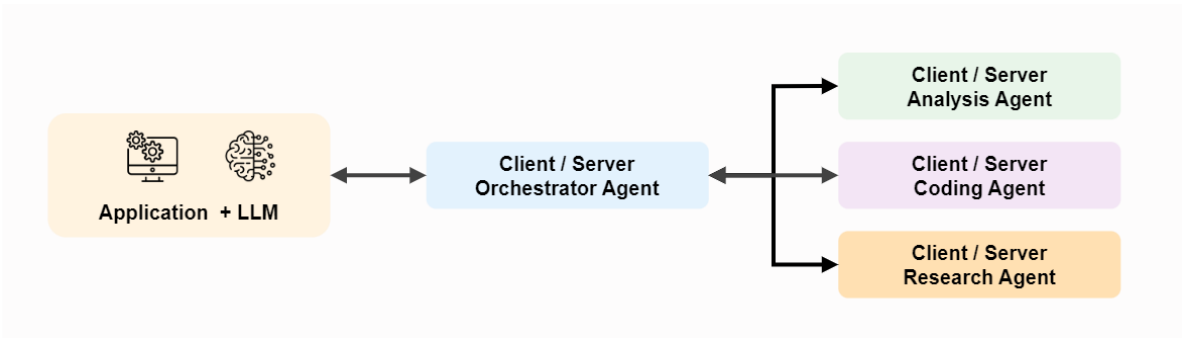 Application + LLM
Client / Server
Orchestrator Agent
Client / Server
Analysis Agent
Client / Server
Coding Agent
Client / Server
Research Agent